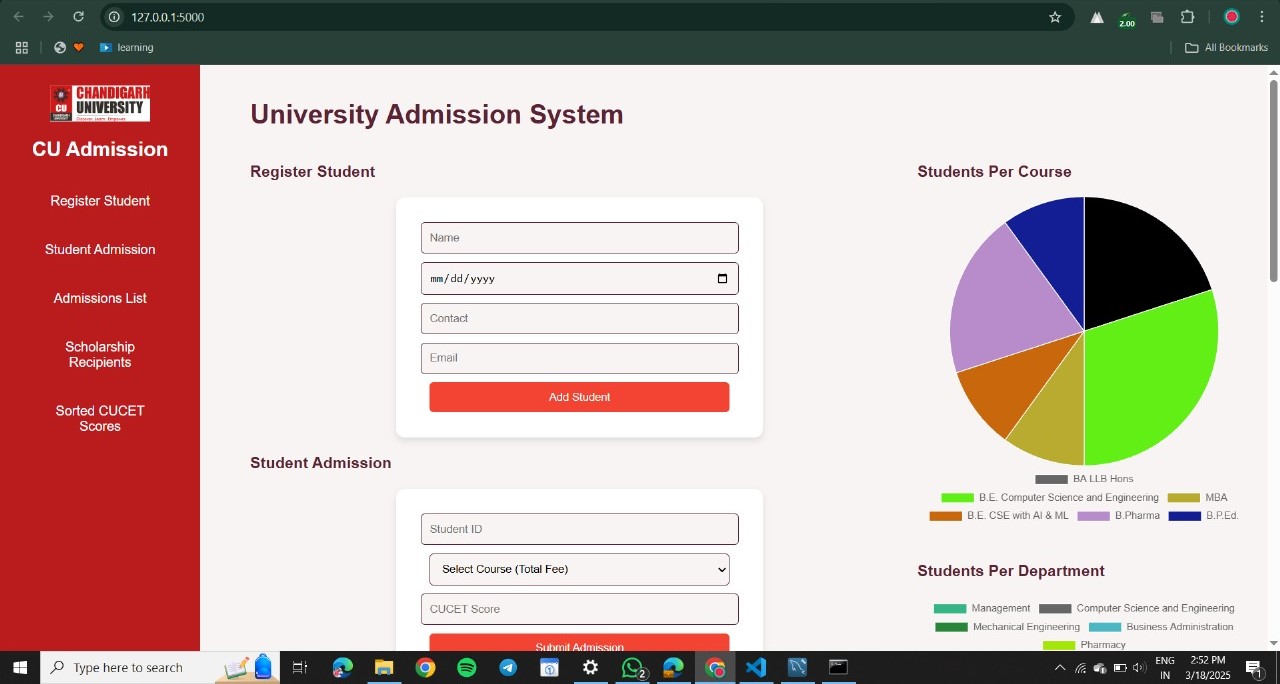 127.0.0.1:5000
2.00
learning
All Bookmarks
CHANDIGARH
UNIVERSITY
CU
Discover. Learn. Empower.
CU Admission
Register Student
Student Admission
Admissions List
Scholarship
Recipients
Sorted CUCET
Scores
University Admission System
Register Student
Name
mm/dd/yyyy
Contact
Email
Add Student
Student Admission
Student ID
Select Course (Total Fee)
CUCET Score
Submit Admission
Students Per Course
BA LLB Hons
B.E. Computer Science and Engineering
MBA
B.E. CSE with AI & ML
B.Pharma
B.P.Ed.
Students Per Department
Management
Computer Science and Engineering
Mechanical Engineering
Business Administration
Pharmacy
Type here to search
2
ENG
IN
2:52 PM
3/18/2025
1